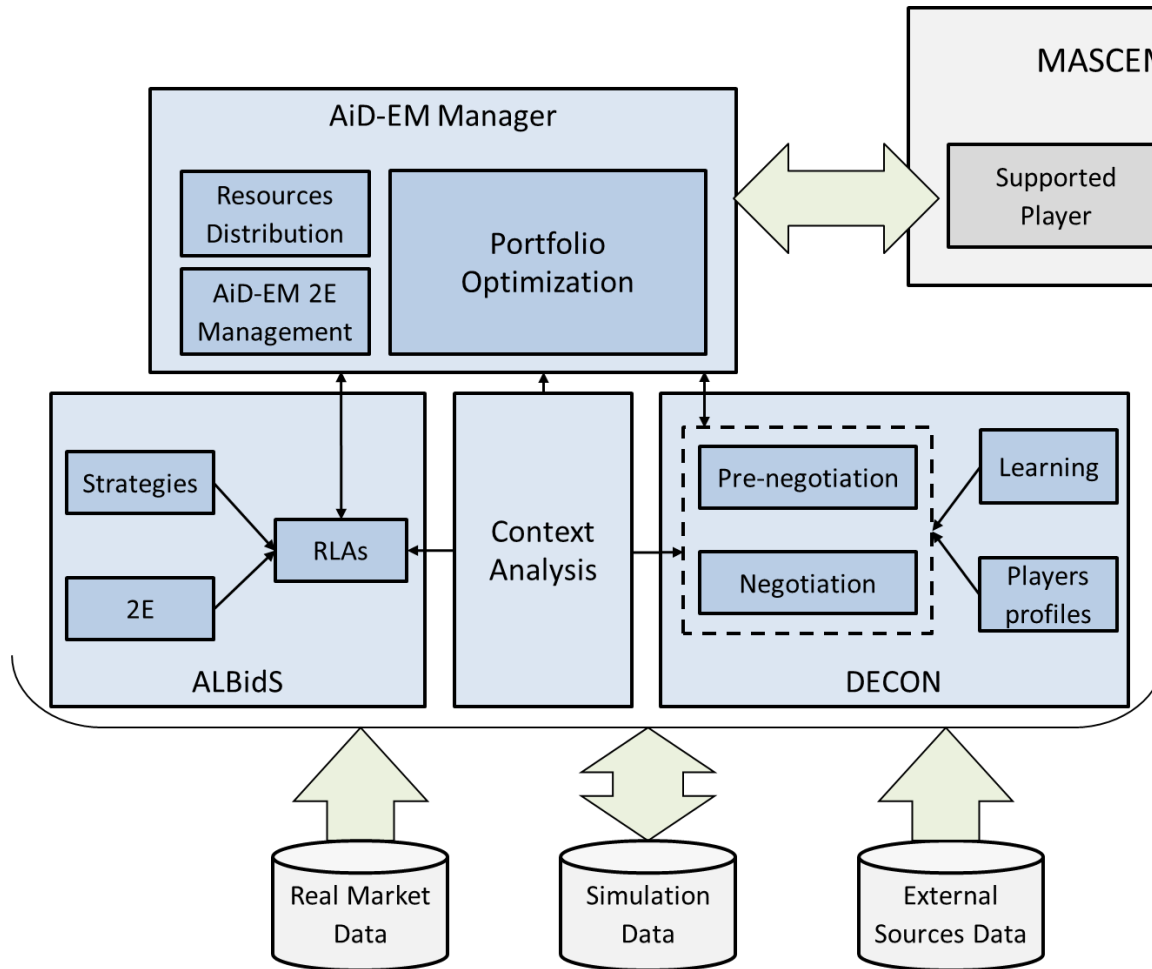 MASCEM
AiD-EM Manager
Resources
Distribution
Portfolio
Optimization
AiD-EM 2E
Management
Supported
Player
Strategies
2E
RLAs
ALBidS
Context
Analysis
Pre-negotiation
Negotiation
Learning
Players
profiles
DECON
Real Market
Data
Simulation
Data
External
Sources Data